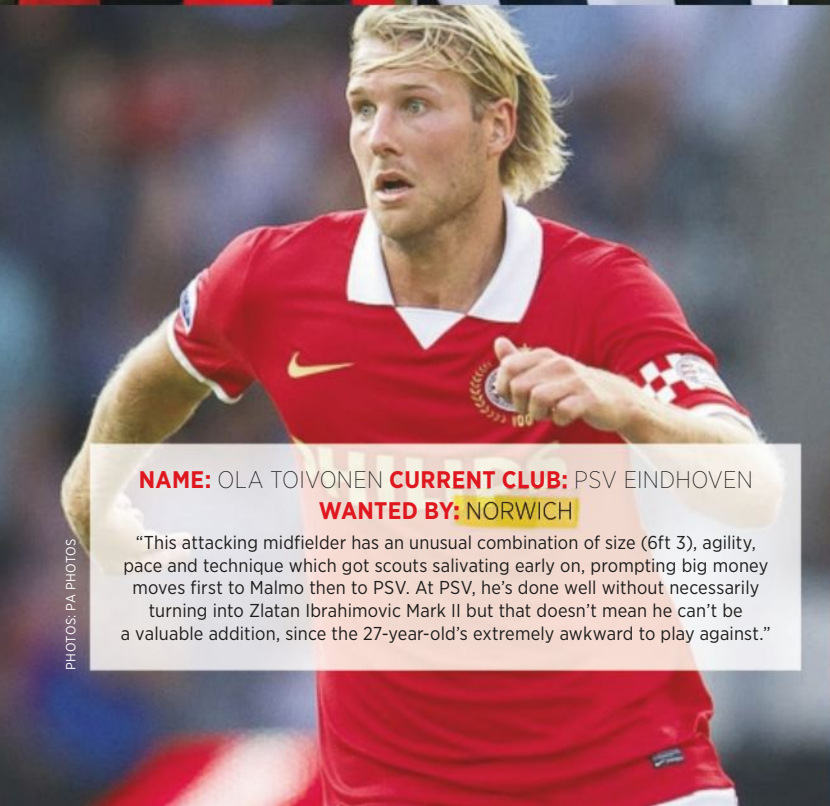 NAME: OLA TOIVONEN CURRENT CLUB: PSV EINDHOVEN
WANTED BY: NORWICH
“This attacking midfielder has an unusual combination of size (6ft 3), agility,
pace and technique which got scouts salivating early on, prompting big money
moves first to Malmo then to PSV. At PSV, he’s done well without necessarily
turning into Zlatan Ibrahimovic Mark II but that doesn’t mean he can’t be
a valuable addition, since the 27-year-old’s extremely awkward to play against.”
PHOTOS: PA PHOTOS
100
PHILIPS